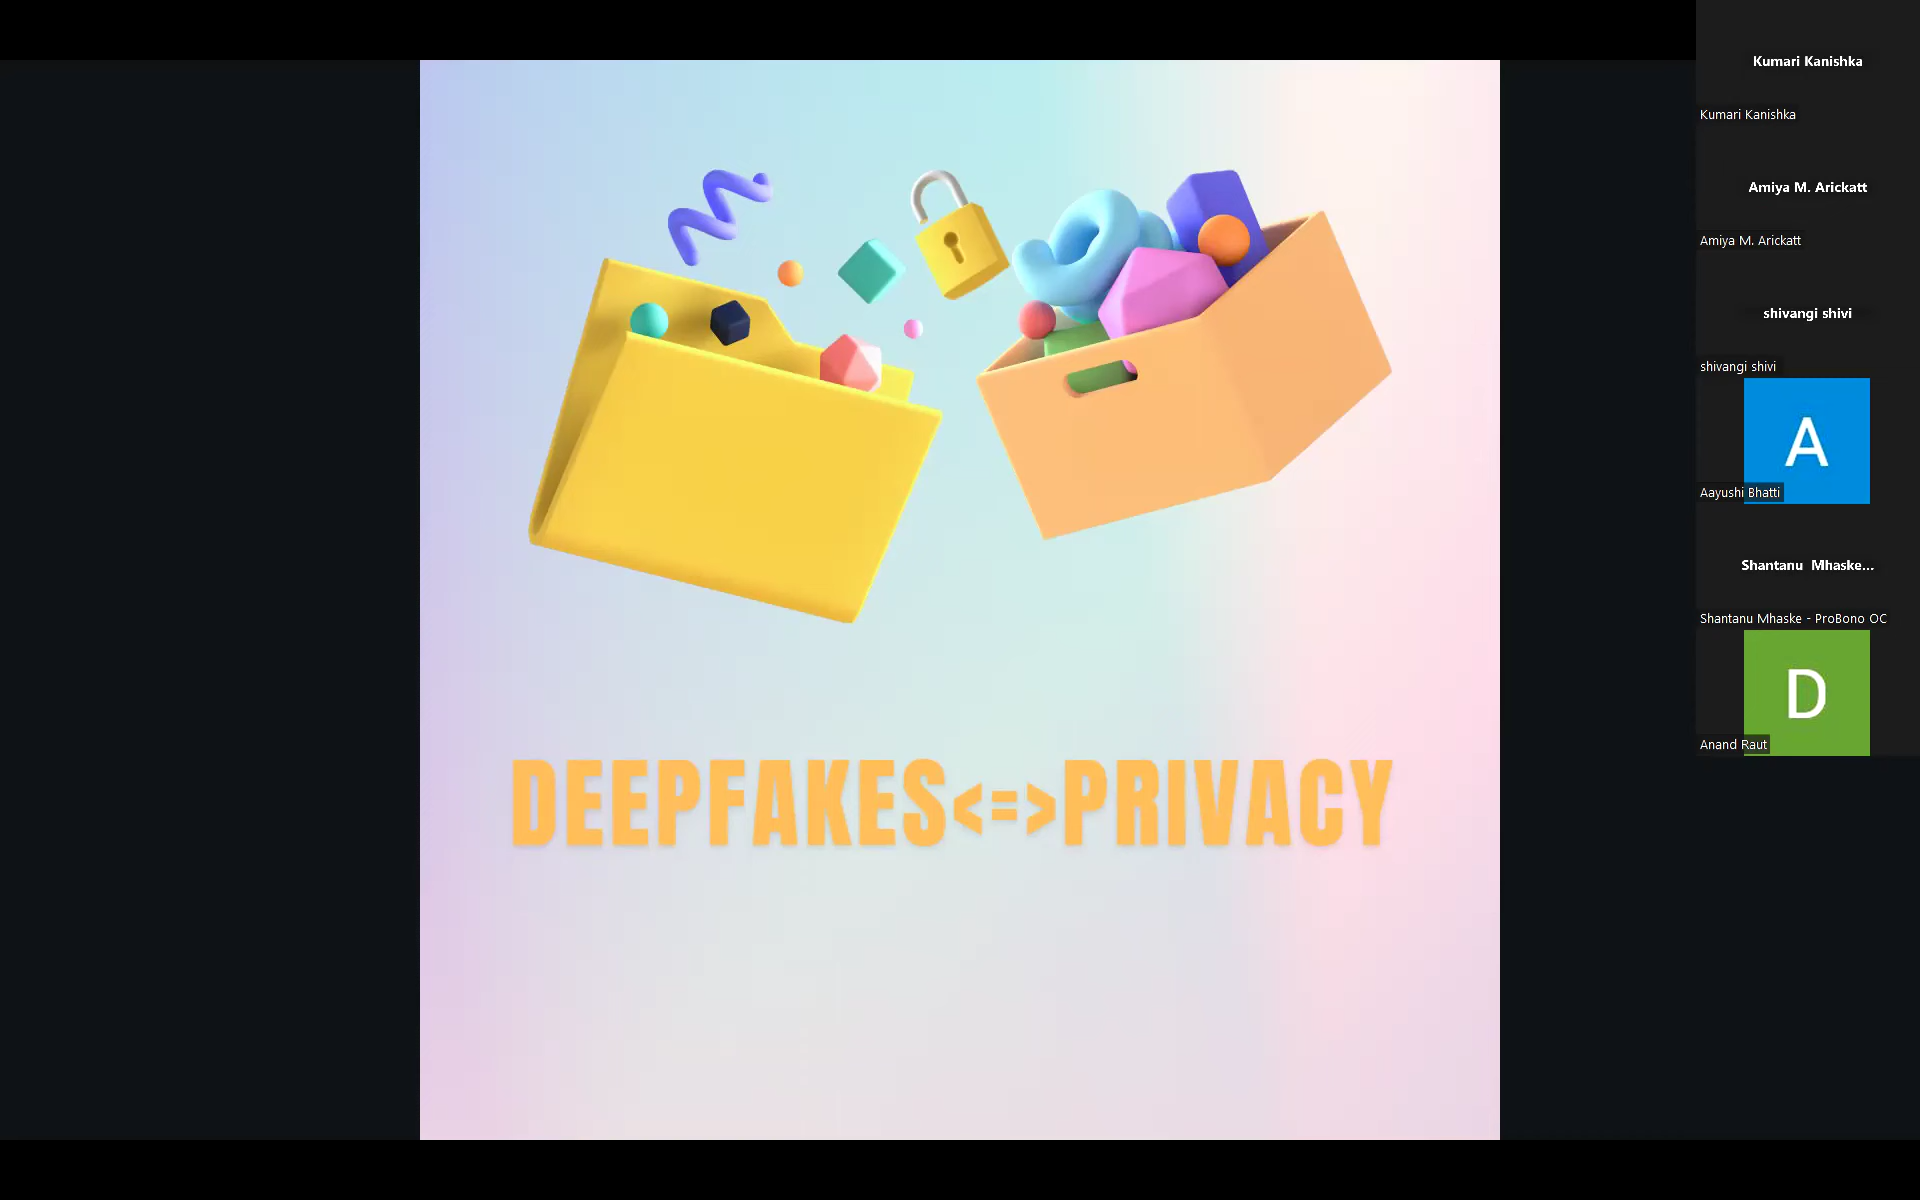 DEEPFAKES<=>PRIVACY
Kumari Kanishka
Kumari Kanishka
Amiya M. Arickatt
Amiya M. Arickatt
shivangi shivi
shivangi shivi
A
Aayushi Bhatti
Shantanu Mhaske...
Shantanu Mhaske - ProBono OC
D
Anand Raut